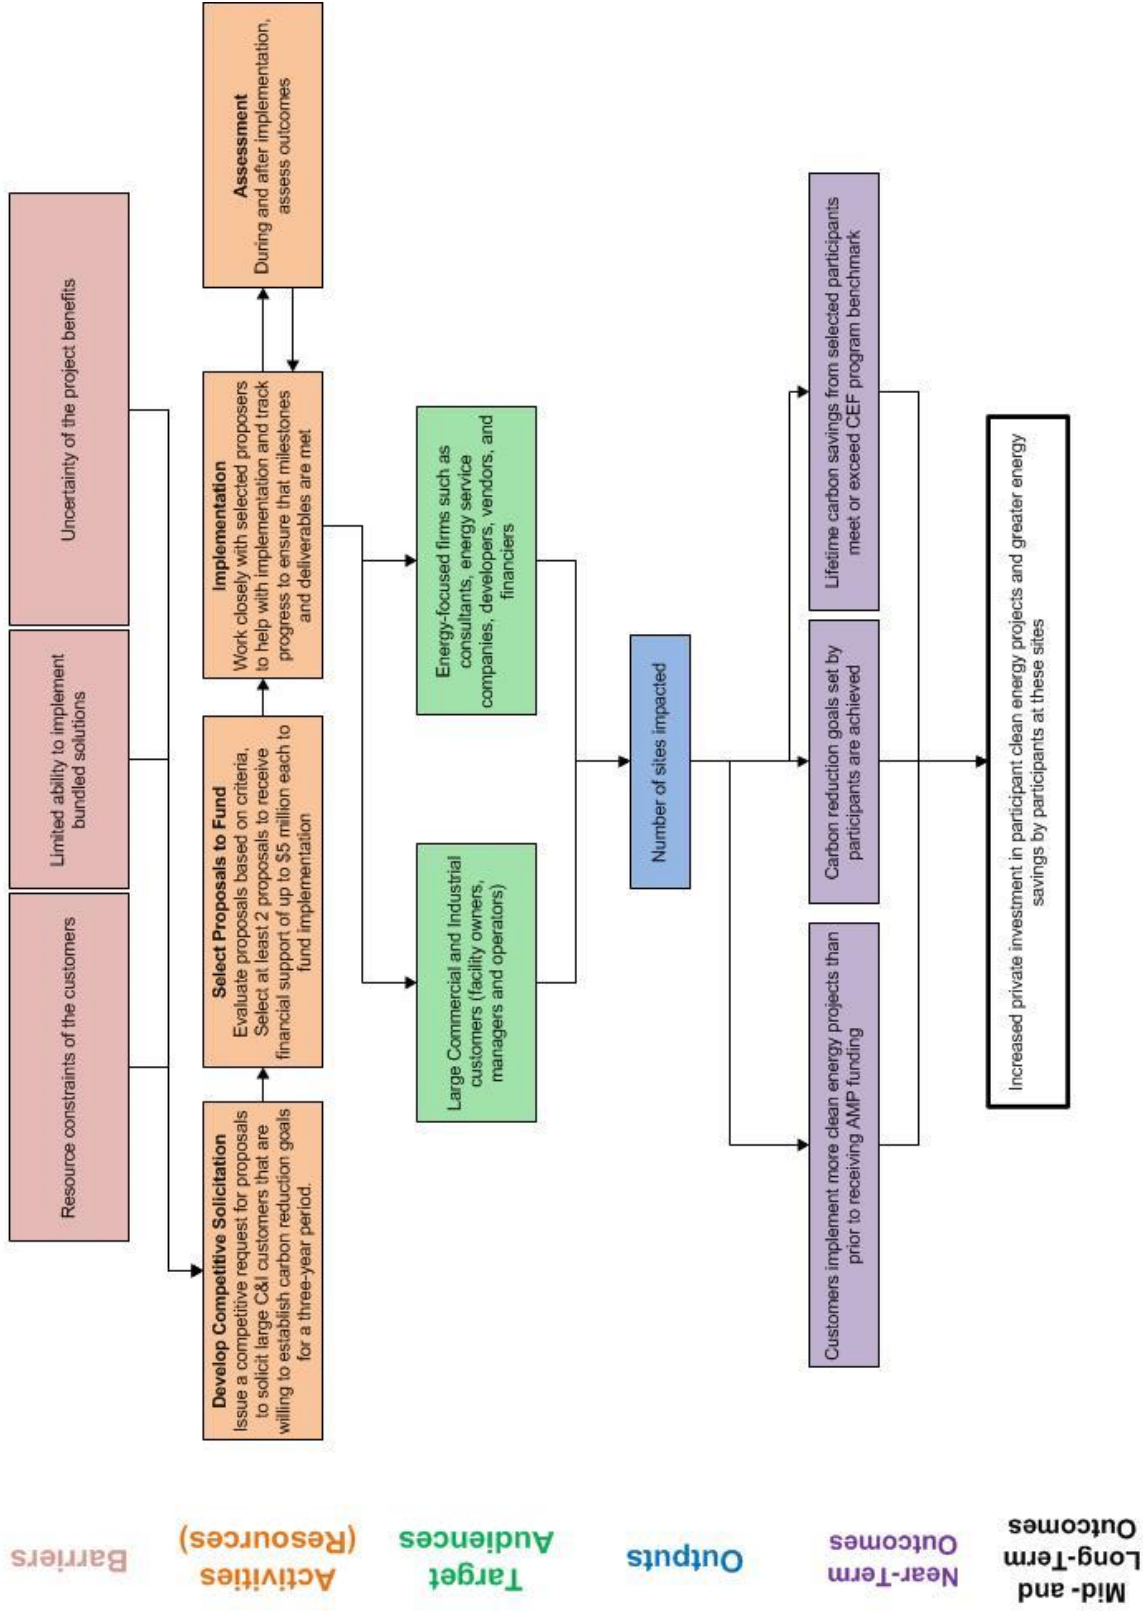 Barriers
Resource constraints of the customers
Limited ability to implement
bundled solutions
Uncertainty of the project benefits
Activities
(Resources)
Develop Competitive Solicitation
Issue a competitive request for proposals
to solicit large C&I customers that are
willing to establish carbon reduction goals
for a three-year period.
Select Proposals to Fund
Evaluate proposals based on criteria,
Select at least 2 proposals to receive
financial support of up to $5 million each to
fund implementation
Implementation
Work closely with selected proposers
to help with implementation and track
progress to ensure that milestones
and deliverables are met
Assessment
During and after implementation,
assess outcomes
Target
Audiences
Large Commercial and Industrial
customers (facility owners,
managers and operators)
Energy-focused firms such as
consultants, energy service
companies, developers, vendors, and
financiers
Outputs
Number of sites impacted
Near-Term
Outcomes
Customers implement more clean energy projects than
prior to receiving AMP funding
Carbon reduction goals set by
participants are achieved
Lifetime carbon savings from selected participants
meet or exceed CEF program benchmark
Mid- and
Long-Term
Outcomes
Increased private investment in participant clean energy projects and greater energy
savings by participants at these sites